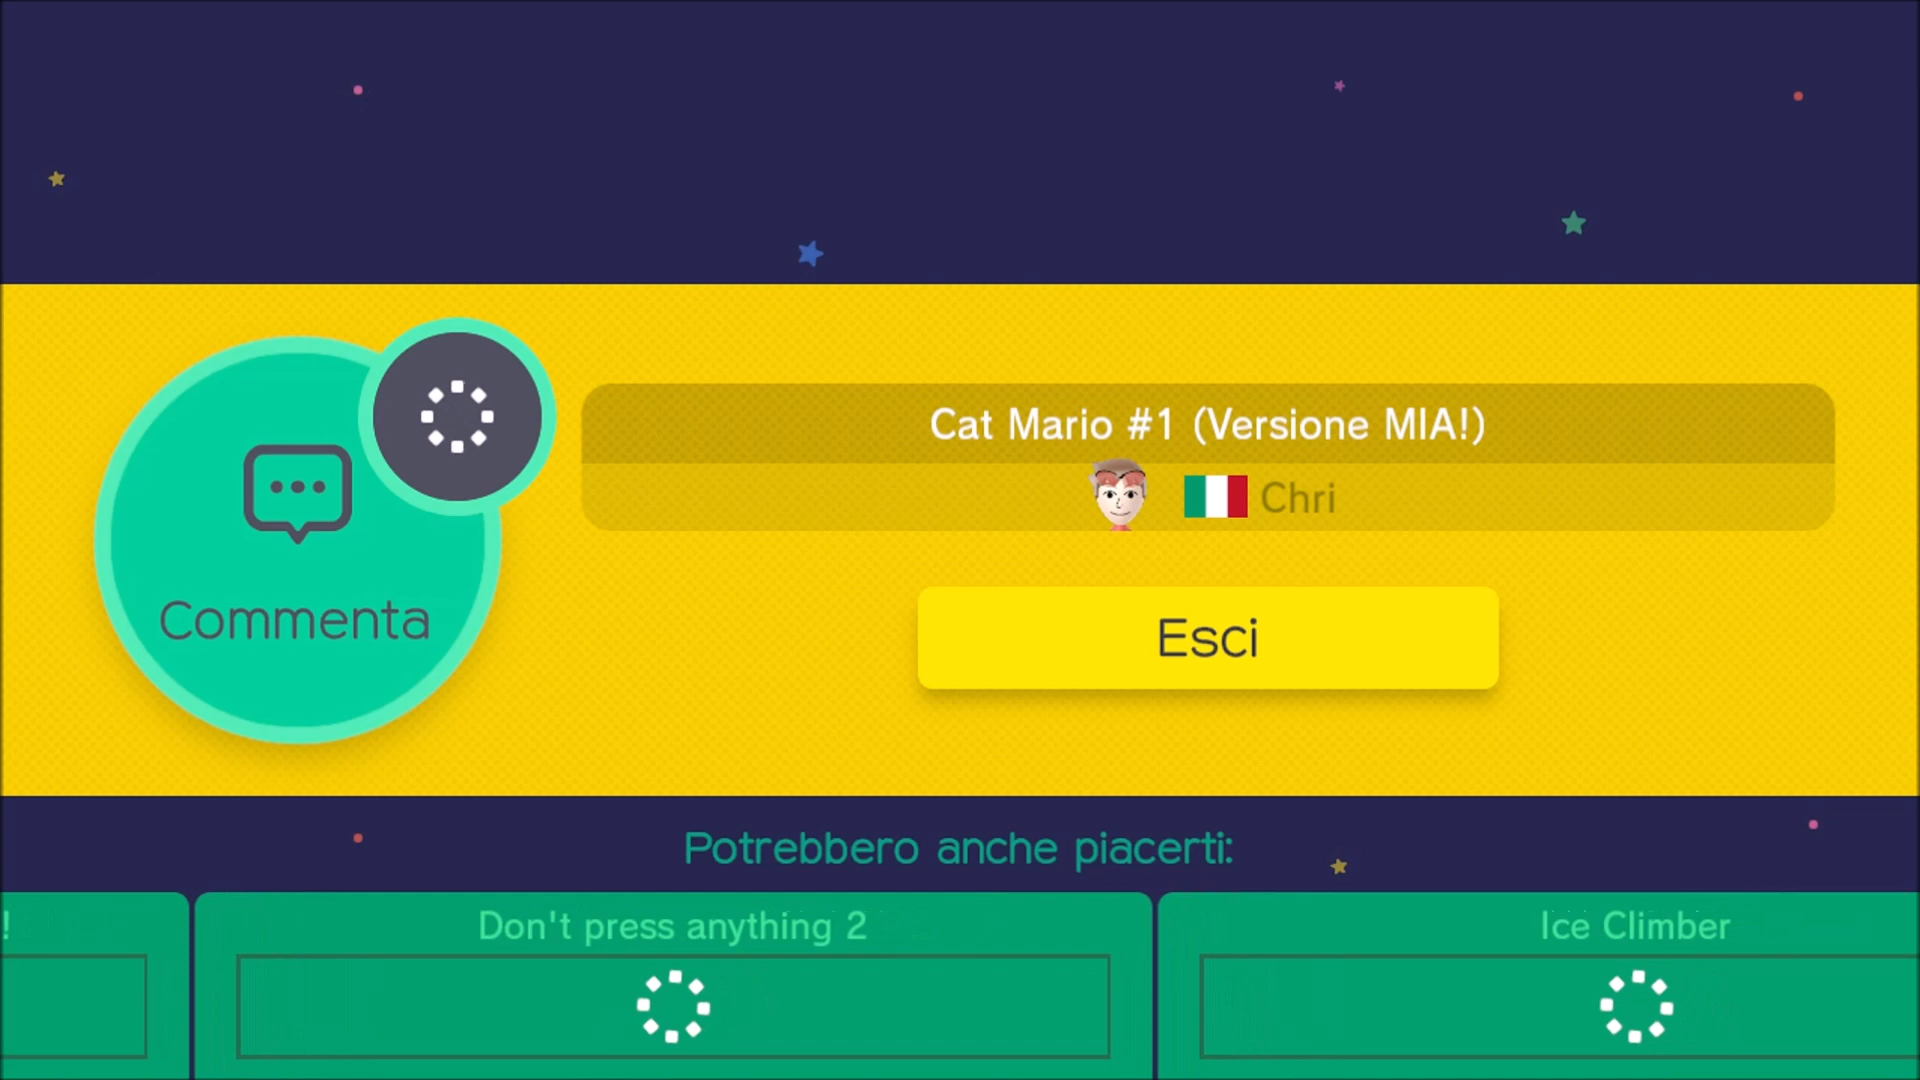 Cat Mario #1 (Versione MIA!)
Chri
Commenta
Esci
Potrebbero anche piacerti:
!
Don't press anything 2
Ice Climber